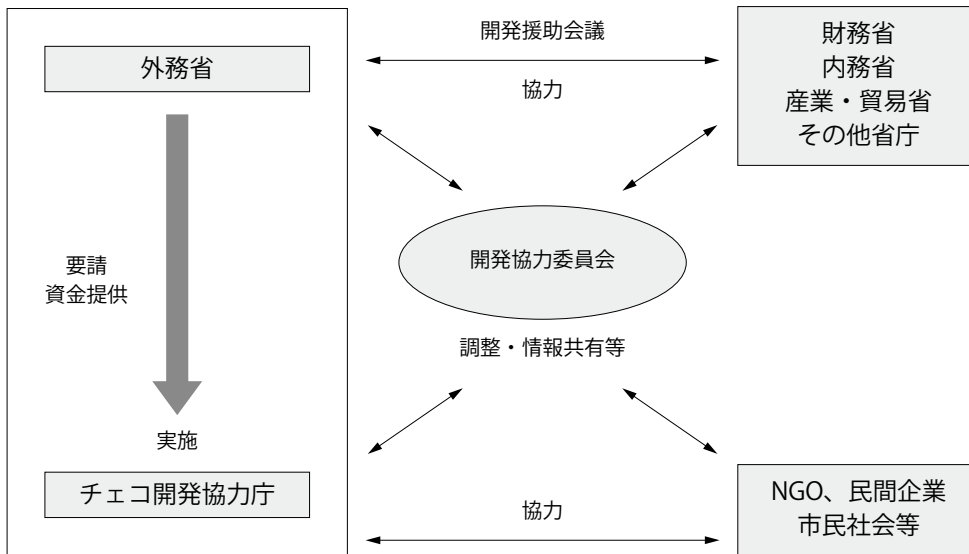 外務省
開発援助会議
協力
財務省
内務省
産業・貿易省
その他省庁
開発協力委員会
要請
資金提供
調整・情報共有等
実施
チェコ開発協力庁
協力
NGO、民間企業
市民社会等